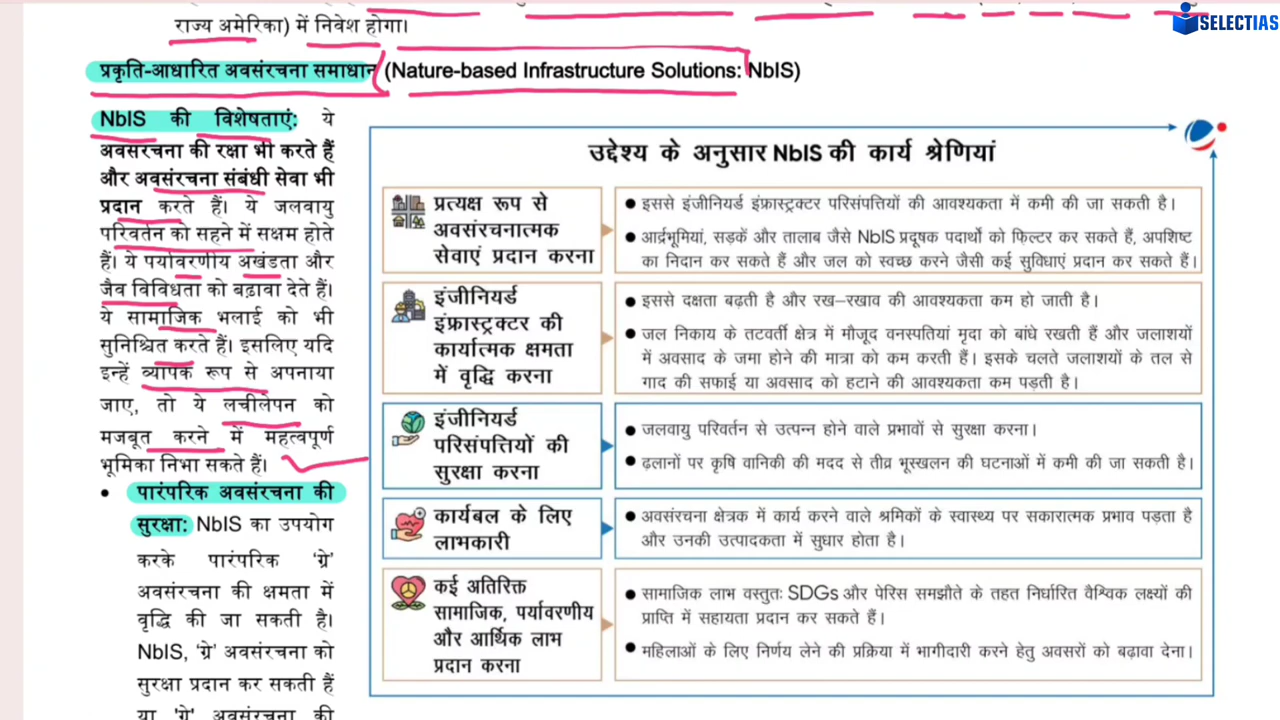 SELECTIAS
राज्य अमेरिका) में निवेश होगा।
प्रकृति-आधारित अवसंरचना समाधान (Nature-based Infrastructure Solutions: NbIS)
NbIS की विशेषताएं: ये
अवसंरचना की रक्षा भी करते हैं
और अवसंरचना संबंधी सेवा भी
प्रदान करते हैं। ये जलवायु
परिवर्तन को सहने में सक्षम होते
हैं। ये पर्यावरणीय अखंडता और
जैव विविधता को बढ़ावा देते हैं।
ये सामाजिक भलाई को भी
सुनिश्चित करते हैं। इसलिए यदि
इन्हें व्यापक रूप से अपनाया
जाए, तो ये लचीलेपन को
मजबूत करने में महत्वपूर्ण
भूमिका निभा सकते हैं।
• पारंपरिक अवसंरचना की
सुरक्षा: NbIS का उपयोग
करके पारंपरिक 'ग्रे'
अवसंरचना की क्षमता में
वृद्धि की जा सकती है।
NbIS, 'ग्रे' अवसंरचना को
सुरक्षा प्रदान कर सकती हैं
या 'ग्रे' अवसंरचना की
उद्देश्य के अनुसार NbIS की कार्य श्रेणियां
प्रत्यक्ष रूप से
अवसंरचनात्मक
सेवाएं प्रदान करना
● इससे इंजीनियर्ड इंफ्रास्ट्रक्टर परिसंपत्तियों की आवश्यकता में कमी की जा सकती है।
● आर्द्रभूमियां, सड़कें और तालाब जैसे NbIS प्रदूषक पदार्थो को फ़िल्टर कर सकते हैं, अपशिष्ट
का निदान कर सकते हैं और जल को स्वच्छ करने जैसी कई सुविधाएं प्रदान कर सकते हैं।
इंजीनियर्ड
इंफ्रास्ट्रक्टर की
कार्यात्मक क्षमता
में वृद्धि करना
● इससे दक्षता बढ़ती है और रख-रखाव की आवश्यकता कम हो जाती है।
● जल निकाय के तटवर्ती क्षेत्र में मौजूद वनस्पतियां मृदा को बांधे रखती हैं और जलाशयों
में अवसाद के जमा होने की मात्रा को कम करती हैं। इसके चलते जलाशयों के तल से
गाद की सफाई या अवसाद को हटाने की आवश्यकता कम पड़ती है।
इंजीनियर्ड
परिसंपत्तियों की
सुरक्षा करना
● जलवायु परिवर्तन से उत्पन्न होने वाले प्रभावों से सुरक्षा करना।
● ढ़लानों पर कृषि वानिकी की मदद से तीव्र भूस्खलन की घटनाओं में कमी की जा सकती है।
कार्यबल के लिए
लाभकारी
● अवसंरचना क्षेत्रक में कार्य करने वाले श्रमिकों के स्वास्थ्य पर सकारात्मक प्रभाव पड़ता है
और उनकी उत्पादकता में सुधार होता है।
कई अतिरिक्त
सामाजिक, पर्यावरणीय
और आर्थिक लाभ
प्रदान करना
● सामाजिक लाभ वस्तुतः SDGs और पेरिस समझौते के तहत निर्धारित वैश्विक लक्ष्यों की
प्राप्ति में सहायता प्रदान कर सकते हैं।
● महिलाओं के लिए निर्णय लेने की प्रक्रिया में भागीदारी करने हेतु अवसरों को बढ़ावा देना।